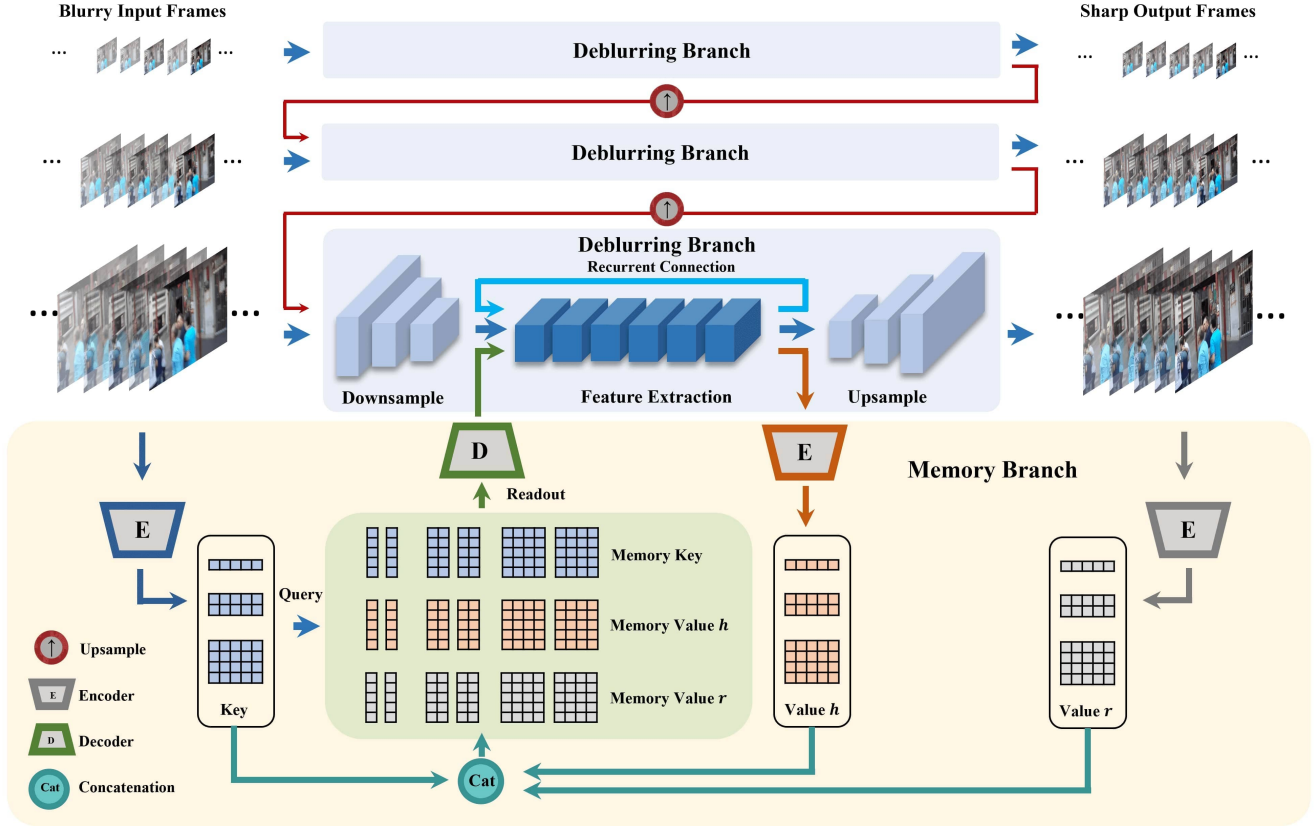 Blurry Input Frames
Sharp Output Frames
...
...
Deblurring Branch
...
...
↑
...
...
Deblurring Branch
...
...
↑
Deblurring Branch
Recurrent Connection
...
...
...
...
Downsample
Feature Extraction
Upsample
D
E
Memory Branch
Readout
E
E
Memory Key
Query
Memory Value h
↑
Upsample
Memory Value r
E
Encoder
Key
Value h
Value r
D
Decoder
Cat
Cat
Concatenation